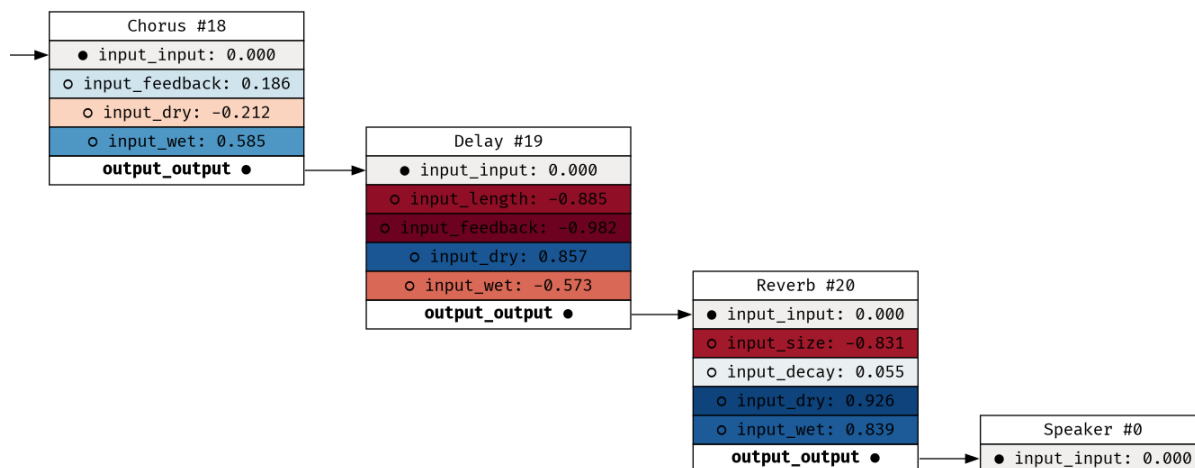 Chorus #18
● input_input: 0.000
○ input_feedback: 0.186
○ input_dry: -0.212
○ input_wet: 0.585
output_output ●
Delay #19
● input_input: 0.000
○ input_length: -0.885
○ input_feedback: -0.982
○ input_dry: 0.857
○ input_wet: -0.573
output_output ●
Reverb #20
● input_input: 0.000
○ input_size: -0.831
○ input_decay: 0.055
○ input_dry: 0.926
○ input_wet: 0.839
output_output ●
Speaker #0
● input_input: 0.000